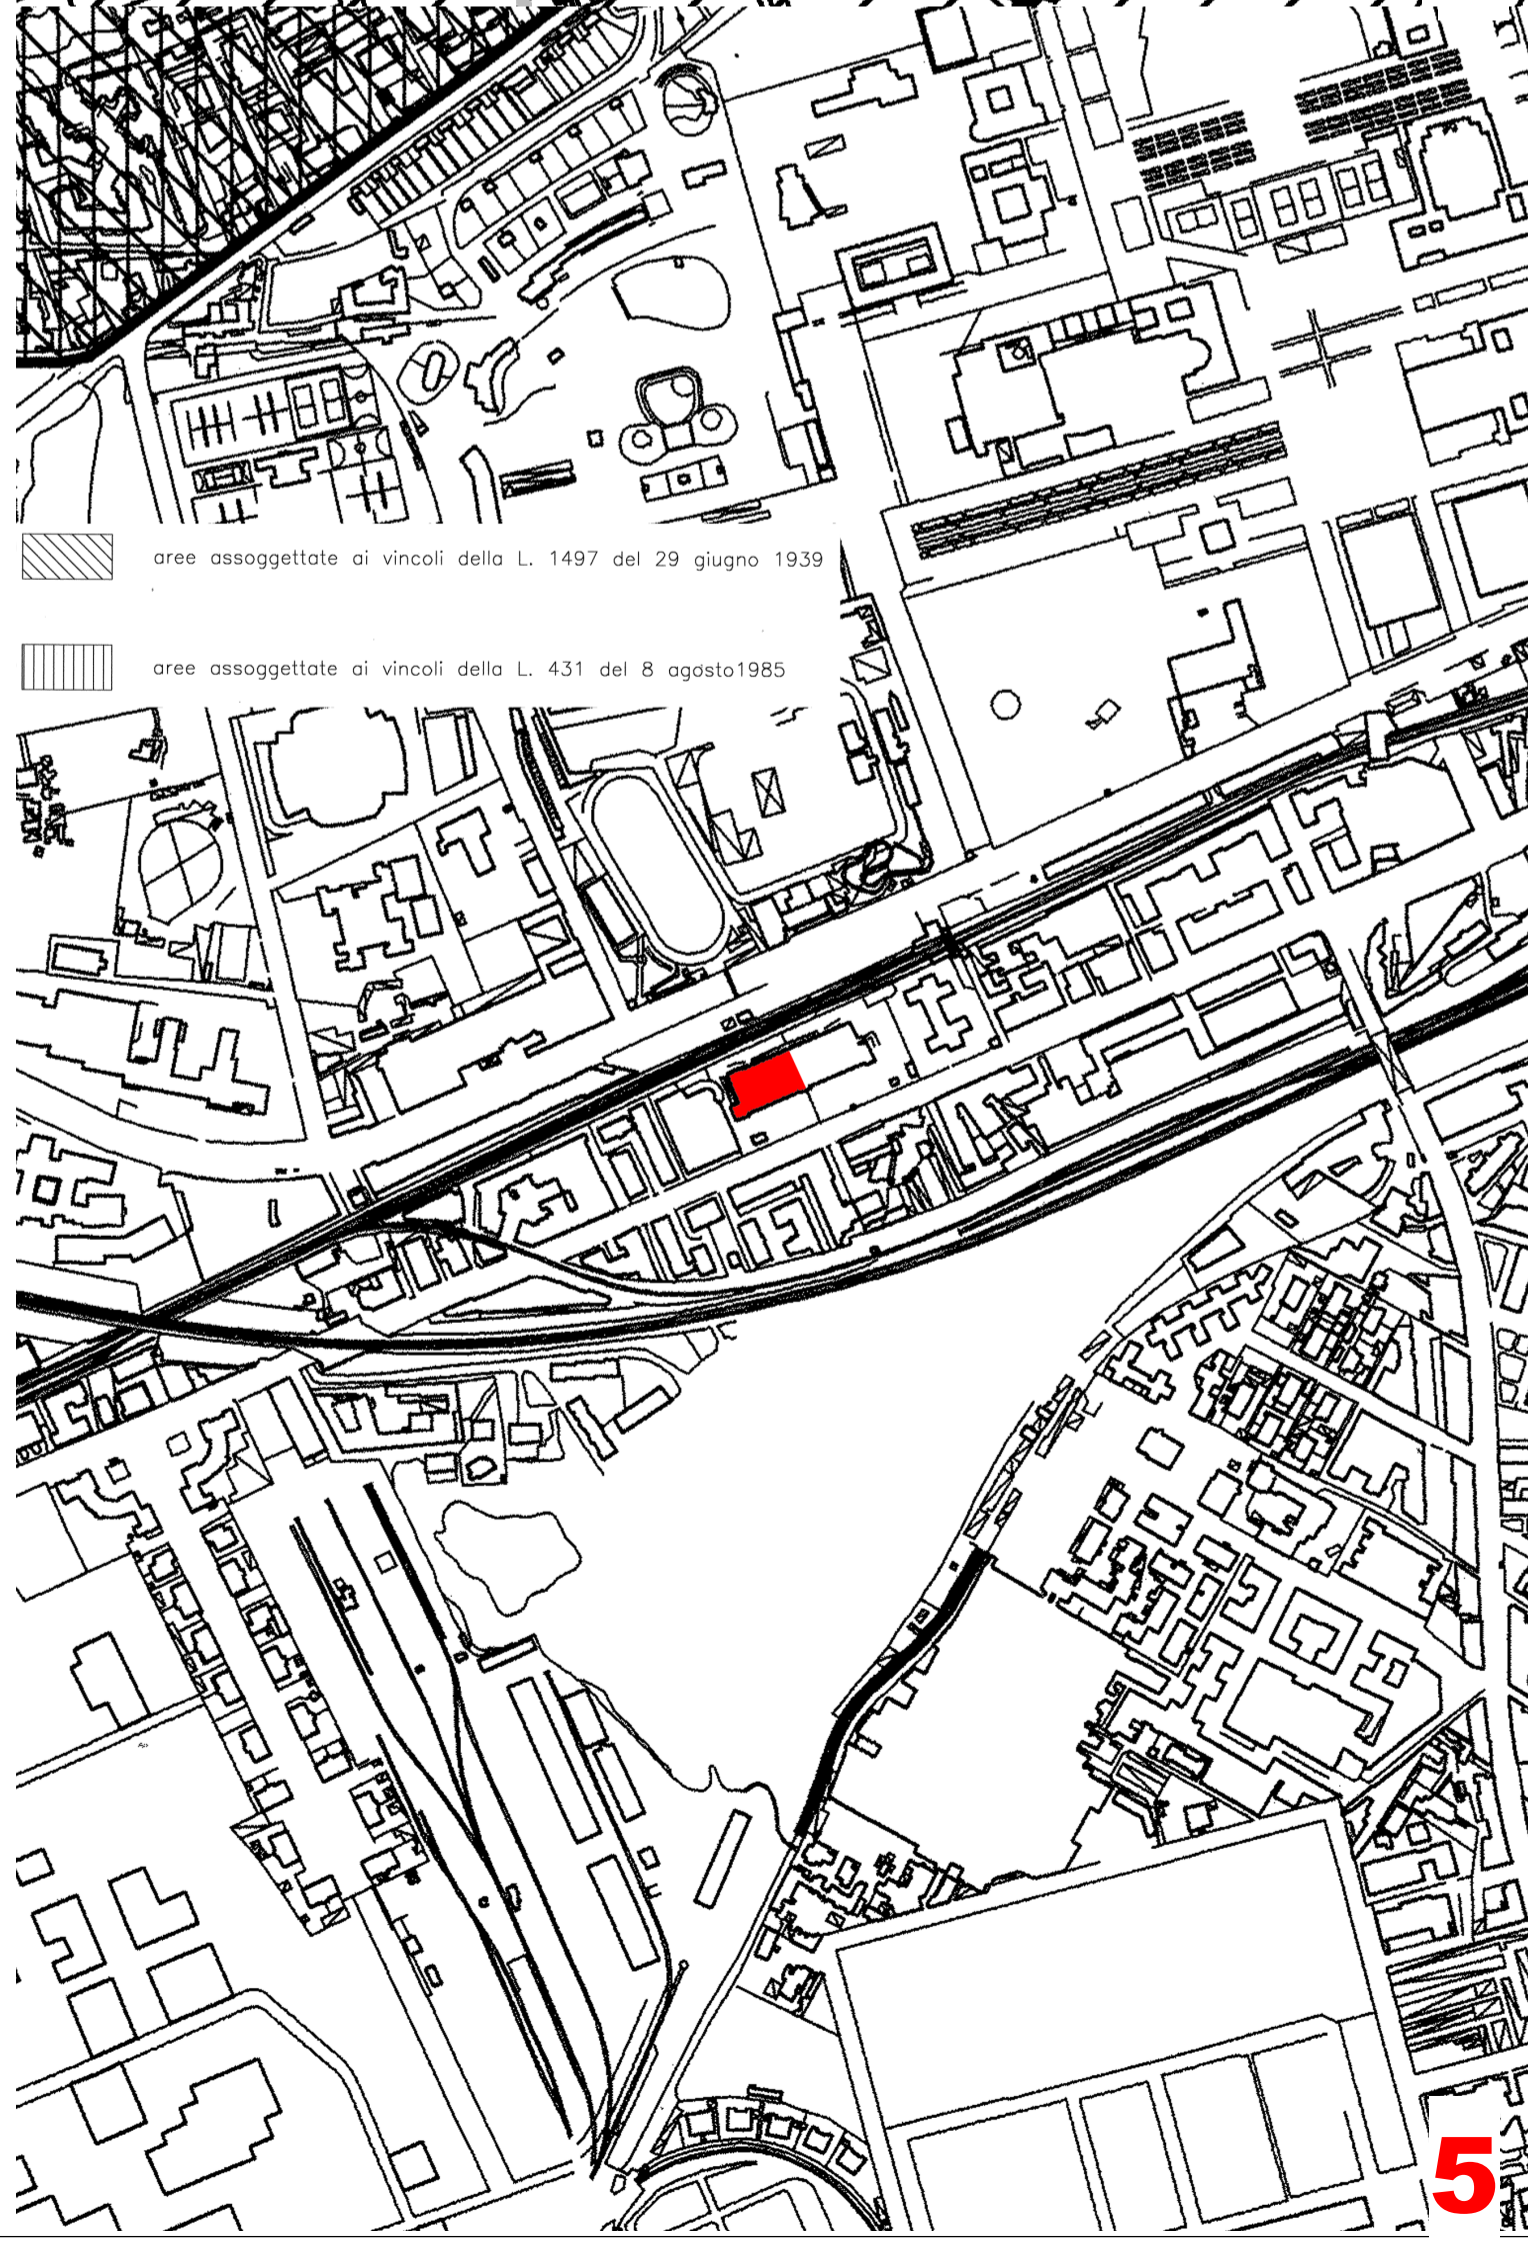 aree assoggettate ai vincoli della L. 1497 del 29 giugno 1939
aree assoggettate ai vincoli della L. 431 del 8 agosto1985
5